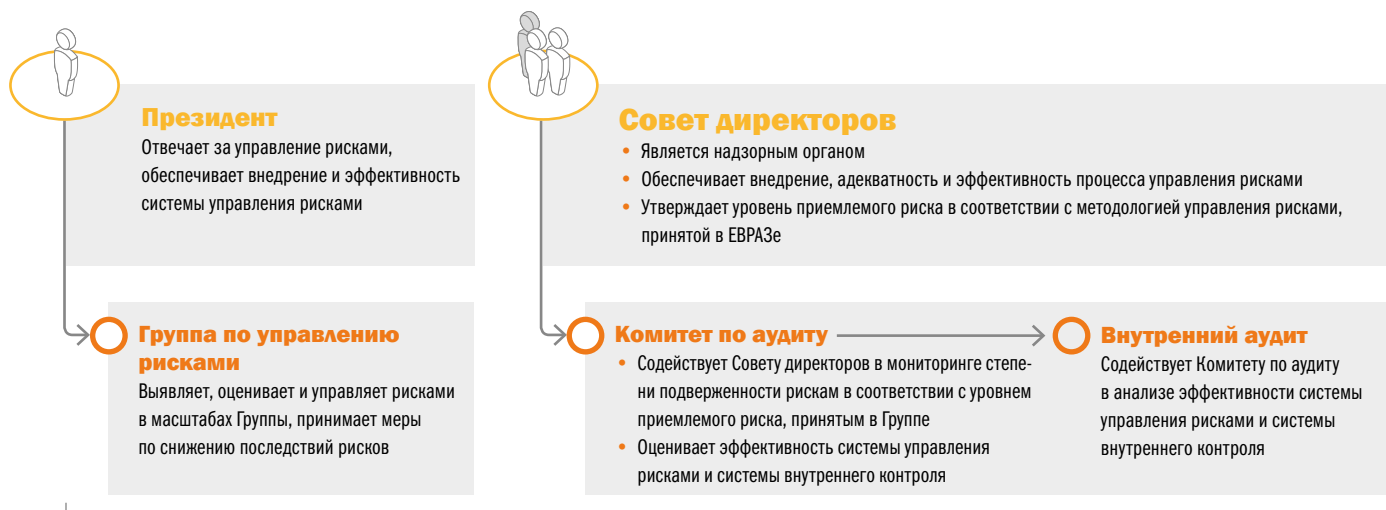 Президент
Отвечает за управление рисками,
обеспечивает внедрение и эффективность
системы управления рисками
Совет директоров
• Является надзорным органом
• Обеспечивает внедрение, адекватность и эффективность процесса управления рисками
• Утверждает уровень приемлемого риска в соответствии с методологией управления рисками,
принятой в ЕВРАЗе
Группа по управлению
рисками
Выявляет, оценивает и управляет рисками
в масштабах Группы, принимает меры
по снижению последствий рисков
Комитет по аудиту
• Содействует Совету директоров в мониторинге степе-
ни подверженности рискам в соответствии с уровнем
приемлемого риска, принятым в Группе
• Оценивает эффективность системы управления
рисками и системы внутреннего контроля
Внутренний аудит
Содействует Комитету по аудиту
в анализе эффективности системы
управления рисками и системы
внутреннего контроля